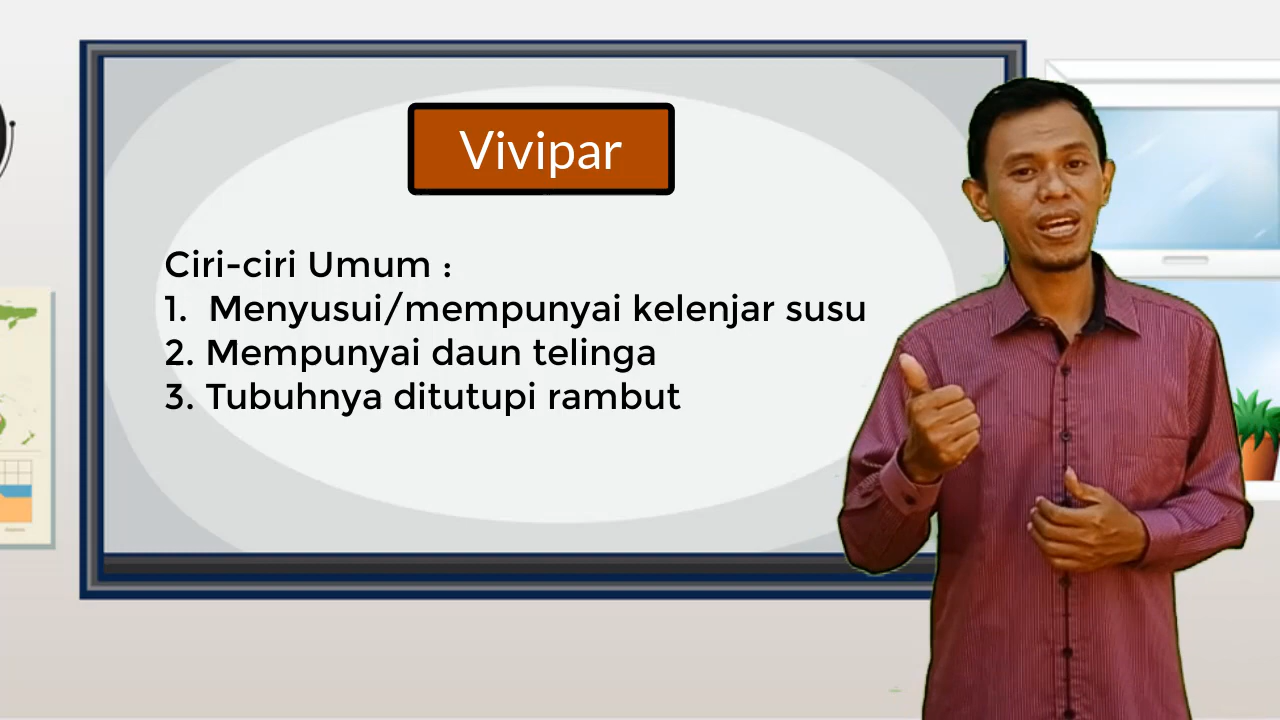 Vivipar
Ciri-ciri Umum :
1. Menyusui/mempunyai kelenjar susu
2. Mempunyai daun telinga
3. Tubuhnya ditutupi rambut